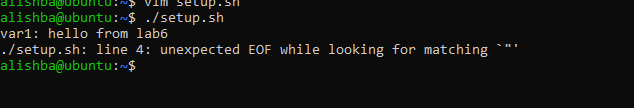 alishba@ubuntu:~$ vim setup.sh
alishba@ubuntu:~$ ./setup.sh
var1: hello from lab6
./setup.sh: line 4: unexpected EOF while looking for matching `"'
alishba@ubuntu:~$